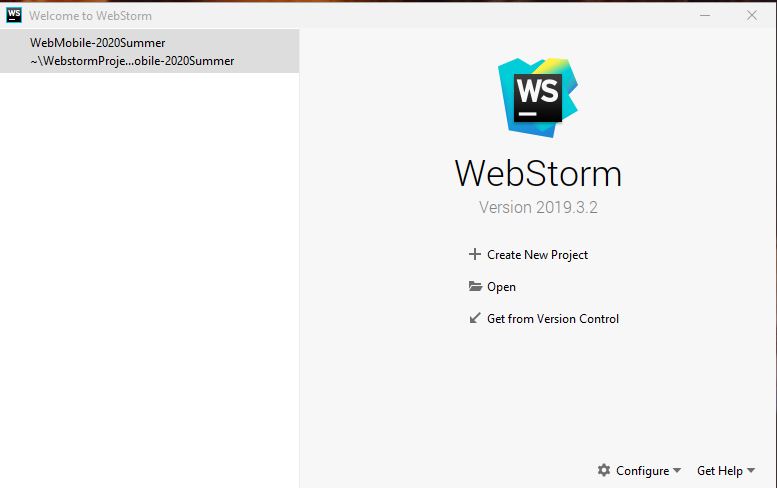 WS Welcome to WebStorm
WebMobile-2020Summer
~\WebstormProje...obile-2020Summer
WS
WebStorm
Version 2019.3.2
Create New Project
Open
Get from Version Control
Configure
Get Help